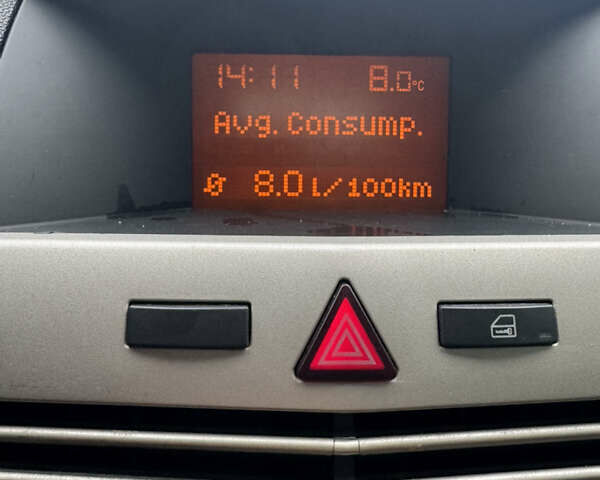 14:11 8.0°C
Avg. Consump.
Ø 8.0 l/100km